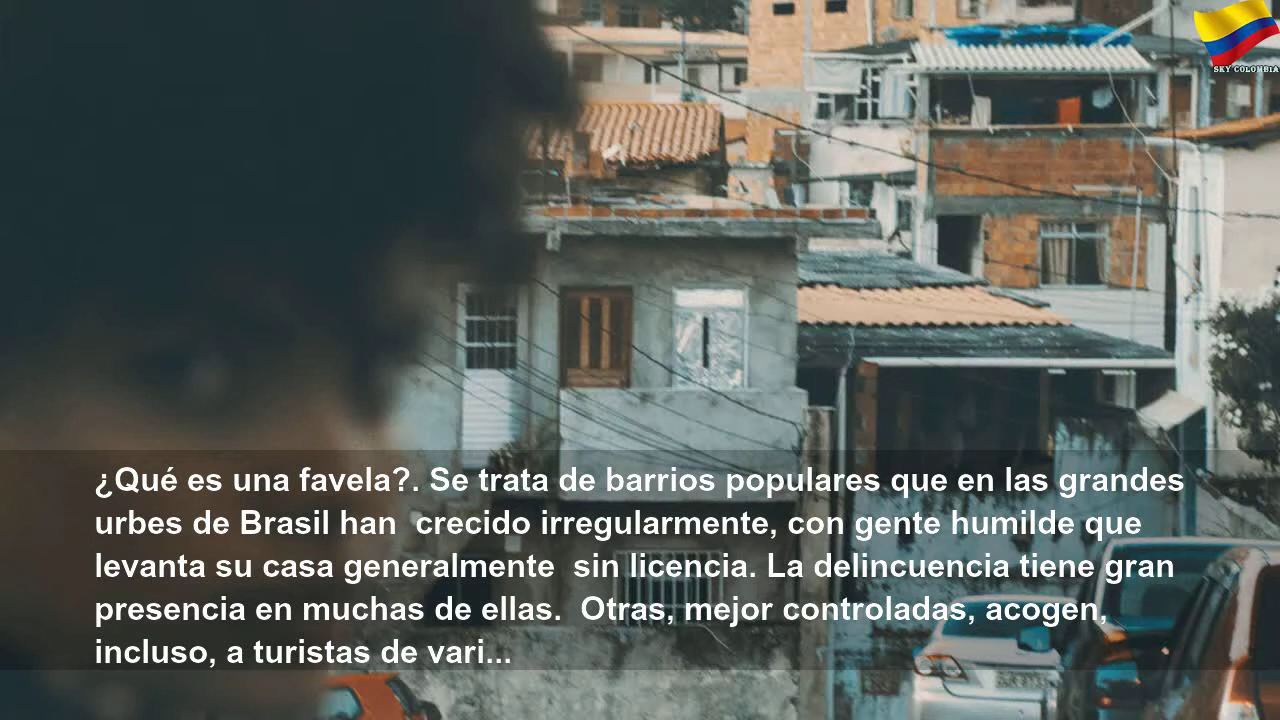 SKY COLOMBIA
¿Qué es una favela?. Se trata de barrios populares que en las grandes
urbes de Brasil han  crecido irregularmente, con gente humilde que
levanta su casa generalmente  sin licencia. La delincuencia tiene gran
presencia en muchas de ellas.  Otras, mejor controladas, acogen,
incluso, a turistas de vari...